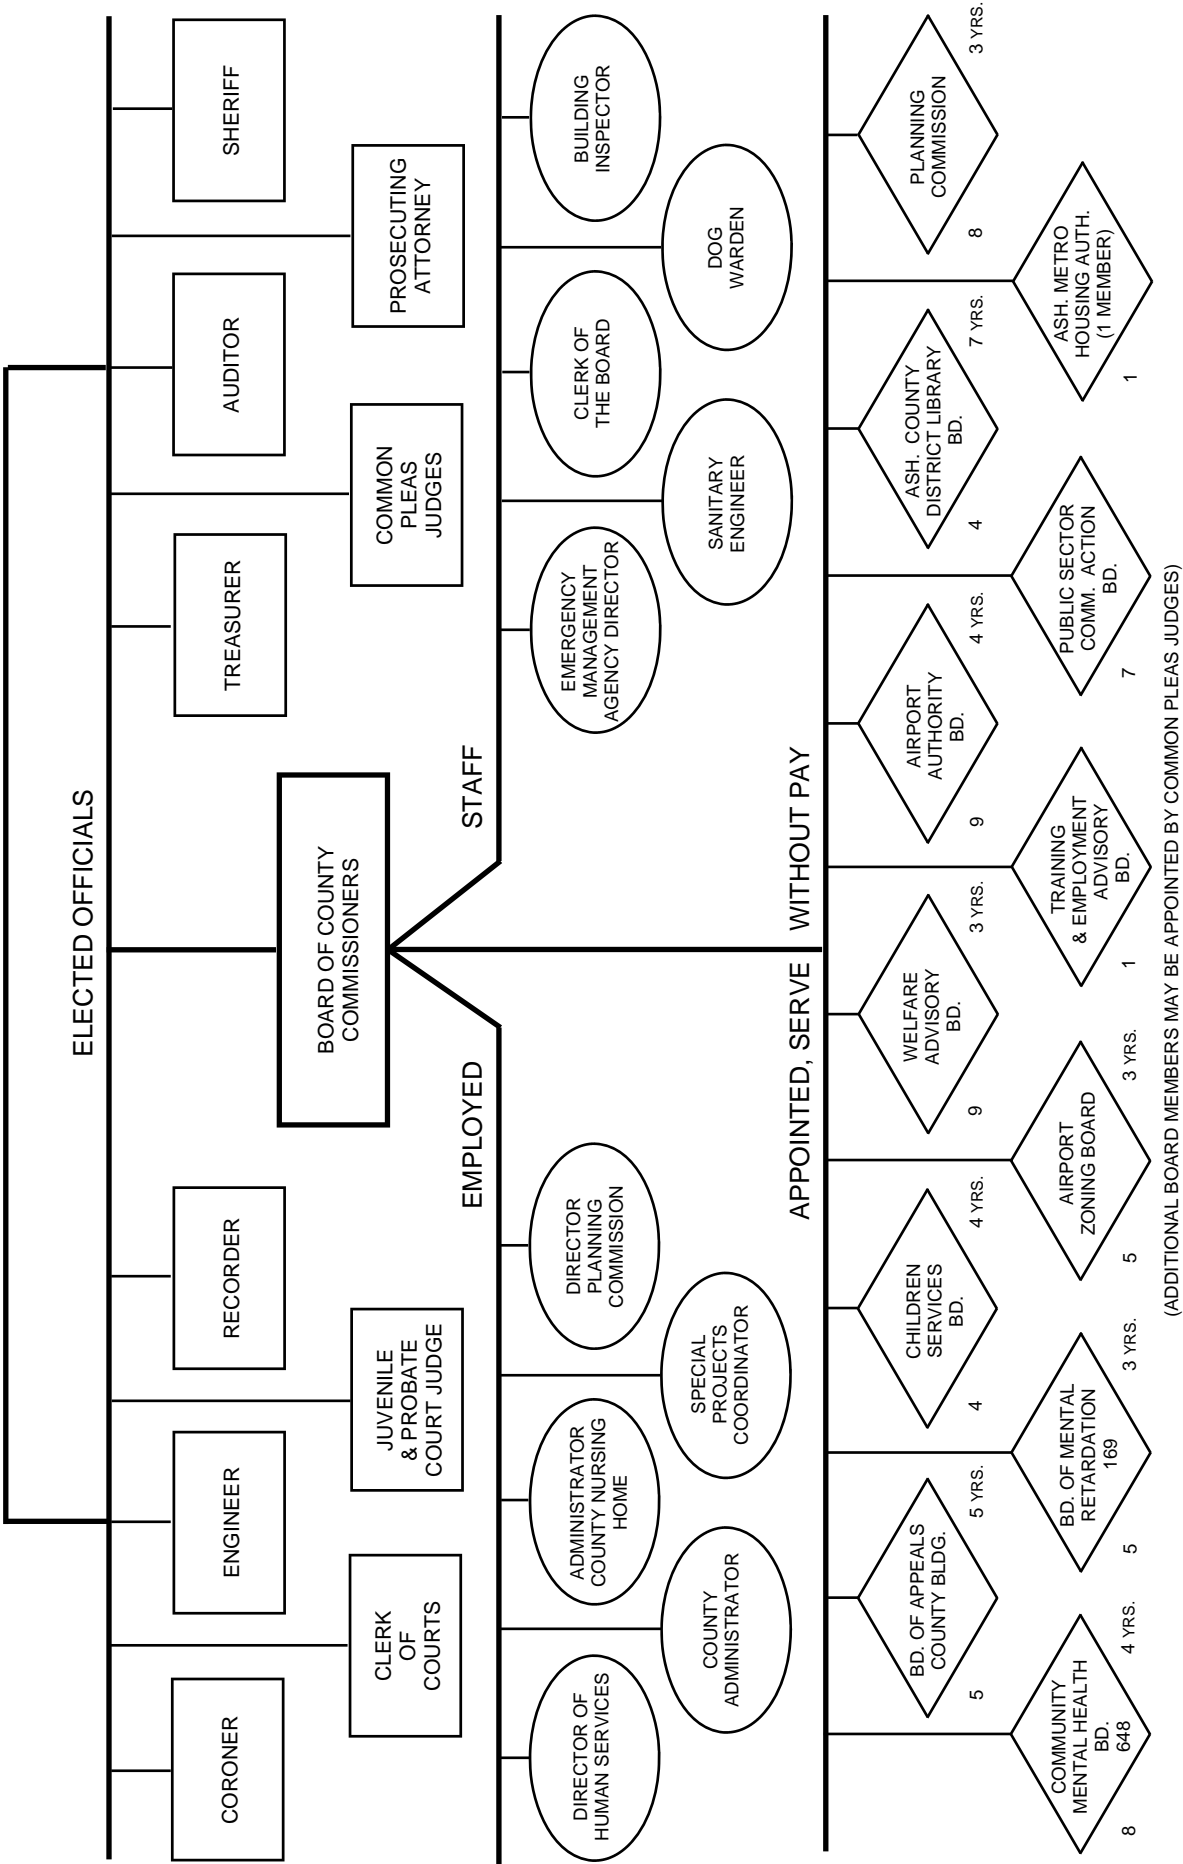 ELECTED OFFICIALS
CORONER
ENGINEER
RECORDER
TREASURER
AUDITOR
SHERIFF
CLERK
OF
COURTS
JUVENILE
& PROBATE
COURT JUDGE
COMMON
PLEAS
JUDGES
PROSECUTING
ATTORNEY
BOARD OF COUNTY
COMMISSIONERS
EMPLOYED STAFF
DIRECTOR OF
HUMAN SERVICES
ADMINISTRATOR
COUNTY NURSING
HOME
DIRECTOR
PLANNING
COMMISSION
EMERGENCY
MANAGEMENT
AGENCY DIRECTOR
CLERK OF
THE BOARD
BUILDING
INSPECTOR
COUNTY
ADMINISTRATOR
SPECIAL
PROJECTS
COORDINATOR
SANITARY
ENGINEER
DOG
WARDEN
APPOINTED, SERVE WITHOUT PAY
BD. OF APPEALS
COUNTY BLDG.
5 5 YRS.
CHILDREN
SERVICES
BD.
4 4 YRS.
WELFARE
ADVISORY
BD.
9 3 YRS.
AIRPORT
AUTHORITY
BD.
9 4 YRS.
ASH. COUNTY
DISTRICT LIBRARY
BD.
4 7 YRS.
PLANNING
COMMISSION
8 3 YRS.
COMMUNITY
MENTAL HEALTH
BD.
648
8 4 YRS.
BD. OF MENTAL
RETARDATION
169
5 3 YRS.
AIRPORT
ZONING BOARD
5 3 YRS.
TRAINING
& EMPLOYMENT
ADVISORY
BD.
1
PUBLIC SECTOR
COMM. ACTION
BD.
7
ASH. METRO
HOUSING AUTH.
(1 MEMBER)
1
(ADDITIONAL BOARD MEMBERS MAY BE APPOINTED BY COMMON PLEAS JUDGES)